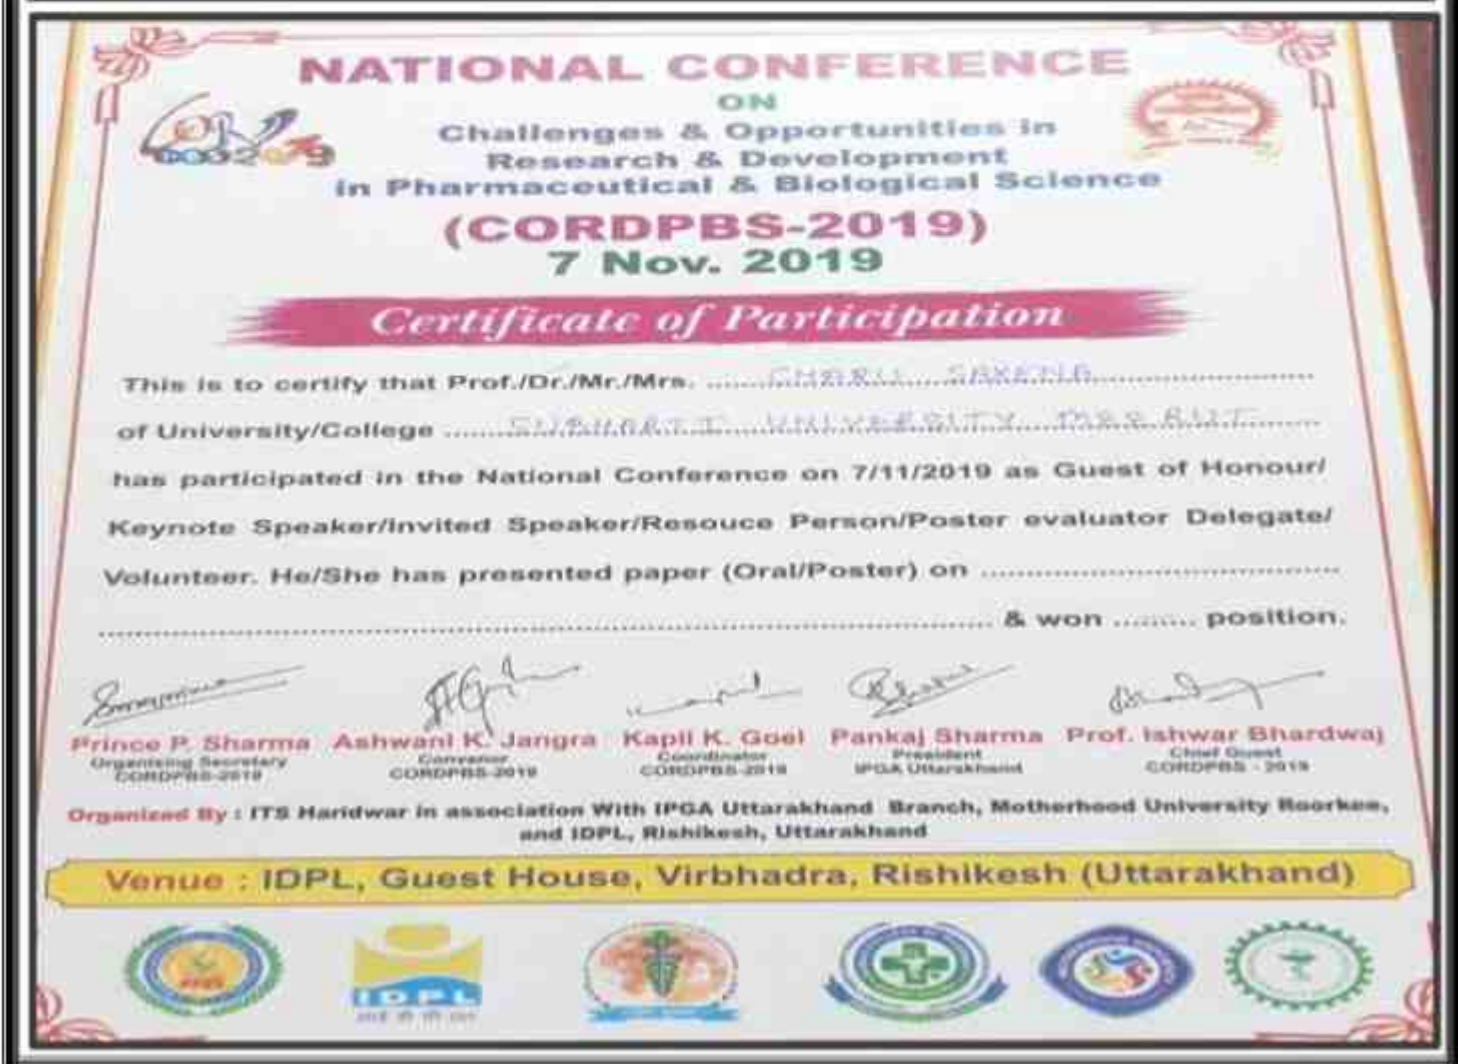 NATIONAL CONFERENCE
ON
Challenges & Opportunities in
Research & Development
in Pharmaceutical & Biological Science
(CORDPBS-2019)
7 Nov. 2019
Certificate of Participation
This is to certify that Prof./Dr./Mr./Mrs. ........CHARU.....SAXENA..............................
of University/College .........SUBHARTI.....UNIVERSITY...MEERUT.........
has participated in the National Conference on 7/11/2019 as Guest of Honour/
Keynote Speaker/Invited Speaker/Resouce Person/Poster evaluator Delegate/
Volunteer. He/She has presented paper (Oral/Poster) on ........................................
.................................................................................................... & won ......... position.
Prince P. Sharma Ashwani K. Jangra Kapil K. Goel Pankaj Sharma Prof. Ishwar Bhardwaj
Organising Secretary Convenor Coordinator President Chief Guest
CORDPBS-2019 CORDPBS-2019 CORDPBS-2019 IPGA Uttarakhand CORDPBS - 2019
Organized By : ITS Haridwar in association With IPGA Uttarakhand Branch, Motherhood University Roorkee,
and IDPL, Rishikesh, Uttarakhand
Venue : IDPL, Guest House, Virbhadra, Rishikesh (Uttarakhand)
IDPL